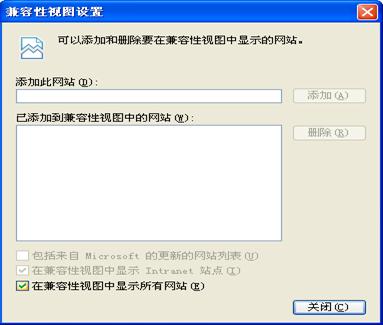 兼容性视图设置
可以添加和删除要在兼容性视图中显示的网站。
添加此网站(D):
添加(A)
已添加到兼容性视图中的网站(W):
删除(R)
包括来自 Microsoft 的更新的网站列表(U)
在兼容性视图中显示 Intranet 站点(I)
在兼容性视图中显示所有网站(E)
关闭(C)